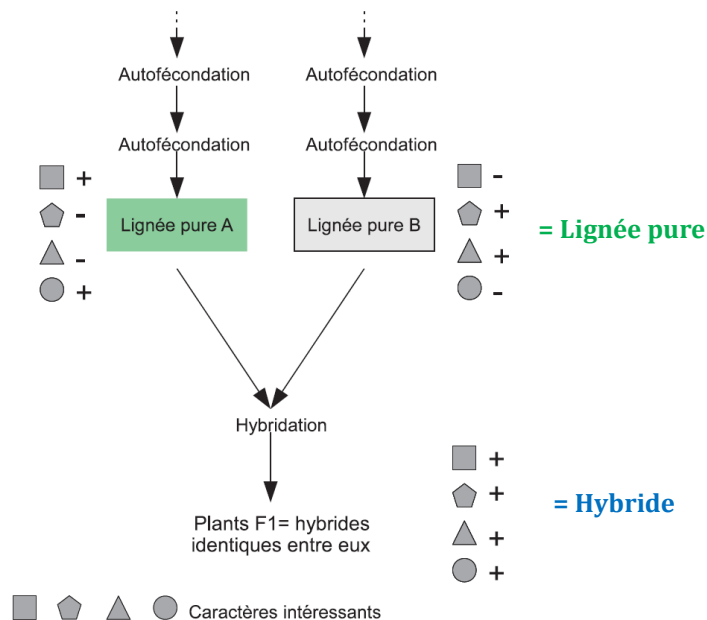 Autofécondation
Autofécondation
Autofécondation
Autofécondation
+
-
-
+
Lignée pure A
Lignée pure B
-
+
+
-
= Lignée pure
Hybridation
Plants F1= hybrides
identiques entre eux
+
+
+
+
= Hybride
Caractères intéressants